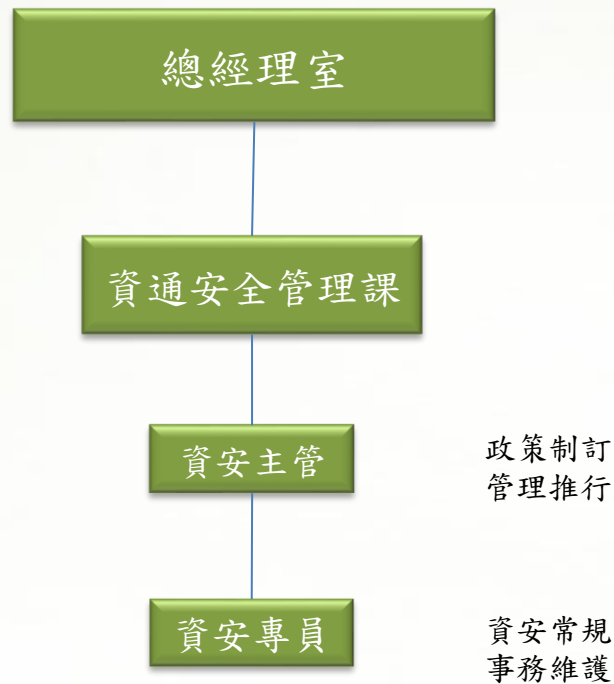 總經理室
資通安全管理課
資安主管
政策制訂
管理推行
資安專員
資安常規
事務維護